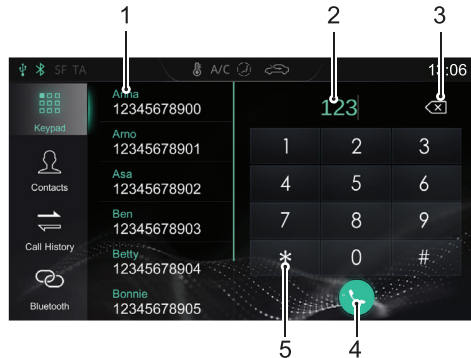 1 2 3
SF TA A/C 13:06
Keypad
Contacts
Call History
Bluetooth
Anna
12345678900
Arno
12345678901
Asa
12345678902
Ben
12345678903
Betty
12345678904
Bonnie
12345678905
123
1 2 3
4 5 6
7 8 9
* 0 #
5 4